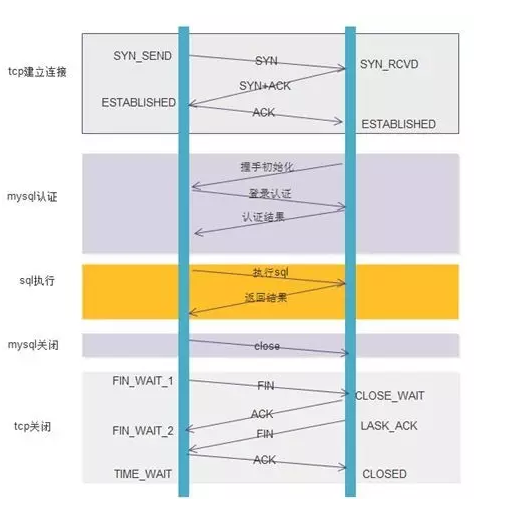 SYN_SEND
SYN
SYN_RCVD
tcp建立连接
SYN+ACK
ESTABLISHED
ACK
ESTABLISHED
握手初始化
mysql认证
登录认证
认证结果
sql执行
执行sql
返回结果
mysql关闭
close
FIN_WAIT_1
FIN
CLOSE_WAIT
ACK
tcp关闭
FIN_WAIT_2
FIN
LASK_ACK
ACK
TIME_WAIT
CLOSED